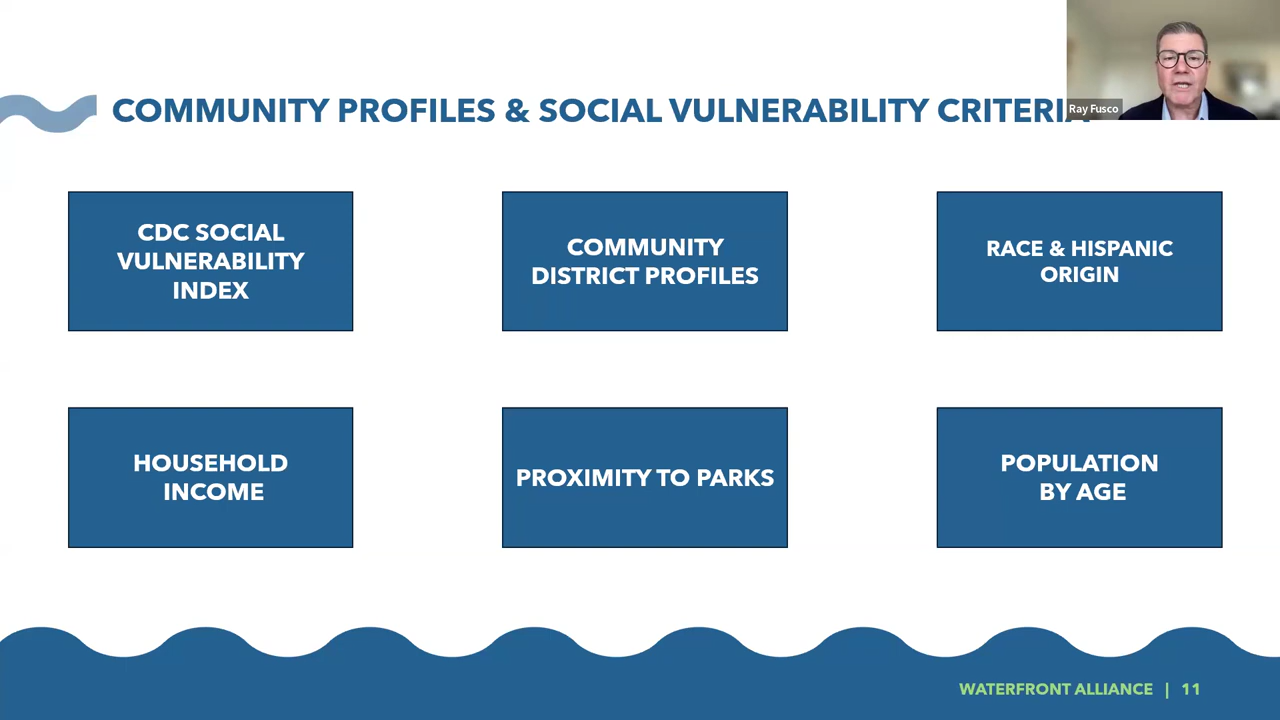 COMMUNITY PROFILES & SOCIAL VULNERABILITY CRITERIA
Ray Fusco
CDC SOCIAL
VULNERABILITY
INDEX
COMMUNITY
DISTRICT PROFILES
RACE & HISPANIC
ORIGIN
HOUSEHOLD
INCOME
PROXIMITY TO PARKS
POPULATION
BY AGE
WATERFRONT ALLIANCE | 11